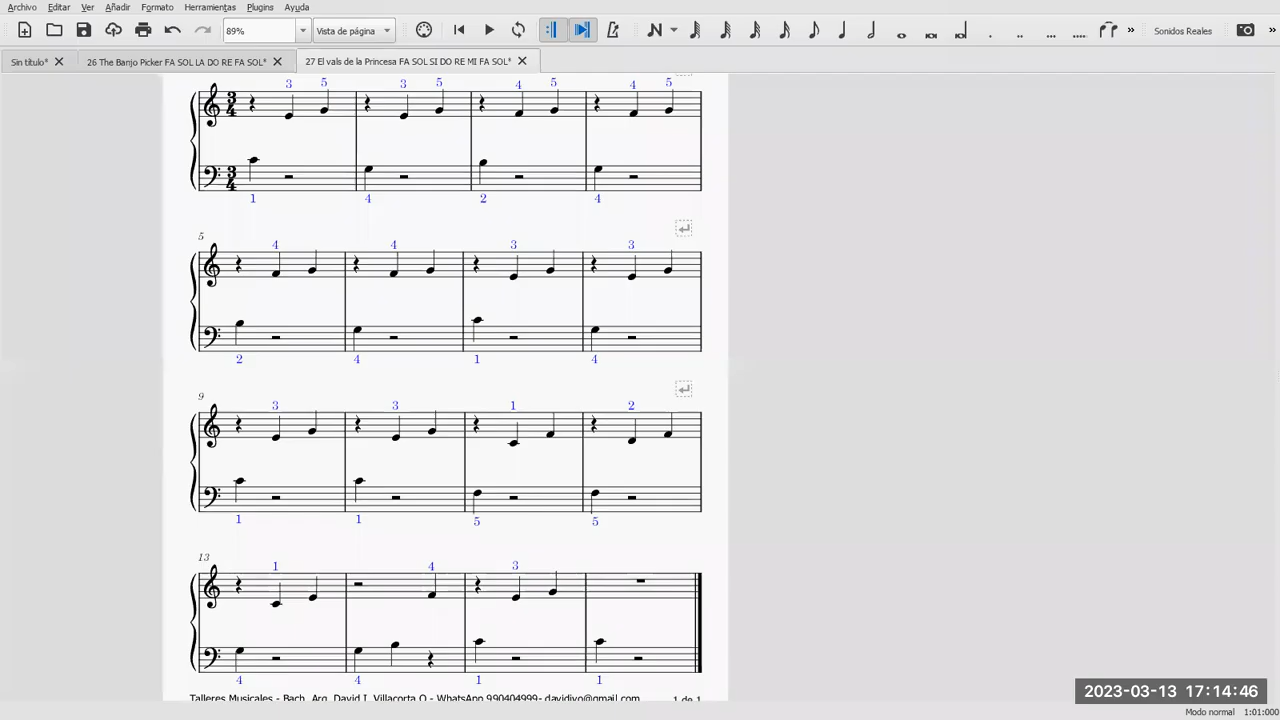 Archivo Editar Ver Añadir Formato Herramientas Plugins Ayuda
89% Vista de página Sonidos Reales
Sin título* 26 The Banjo Picker FA SOL LA DO RE FA SOL* 27 El vals de la Princesa FA SOL SI DO RE MI FA SOL*
3 5 3 5 4 5 4 5
3 4
3 4
1 4 2 4
5
4 4 3 3
2 4 1 4
9
3 3 1 2
1 1 5 5
13
1 4 3
4 4 1 1
Talleres Musicales - Bach. Arq. David I. Villacorta O - WhatsApp 990404999- davidivo@gmail.com 1 de 1
2023-03-13 17:14:46
Modo normal 1:01:000